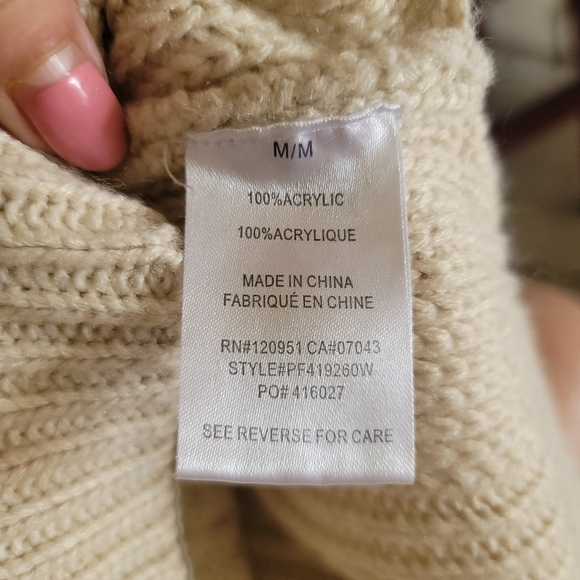 M/M
100%ACRYLIC
100%ACRYLIQUE
MADE IN CHINA
FABRIQUÉ EN CHINE
RN#120951 CA#07043
STYLE#PF419260W
PO# 416027
SEE REVERSE FOR CARE